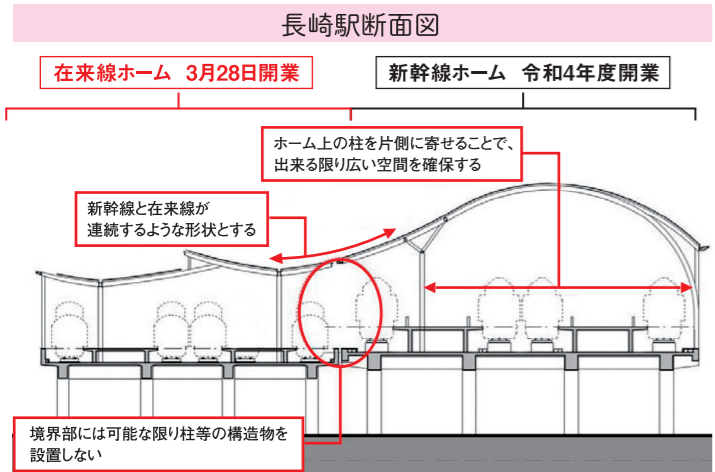 長崎駅断面図
在来線ホーム 3月28日開業
新幹線ホーム 令和4年度開業
ホーム上の柱を片側に寄せることで、
出来る限り広い空間を確保する
新幹線と在来線が
連続するような形状とする
境界部には可能な限り柱等の構造物を
設置しない